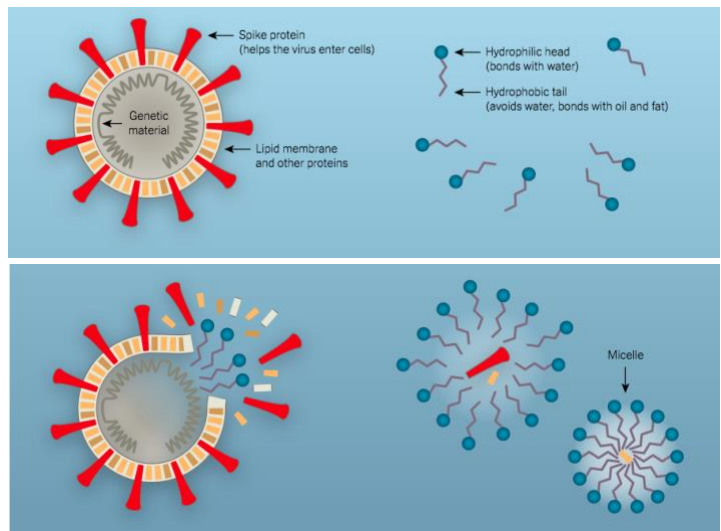 Spike protein
(helps the virus enter cells)
Genetic
material
Lipid membrane
and other proteins
Hydrophilic head
(bonds with water)
Hydrophobic tail
(avoids water, bonds with oil and fat)
Micelle